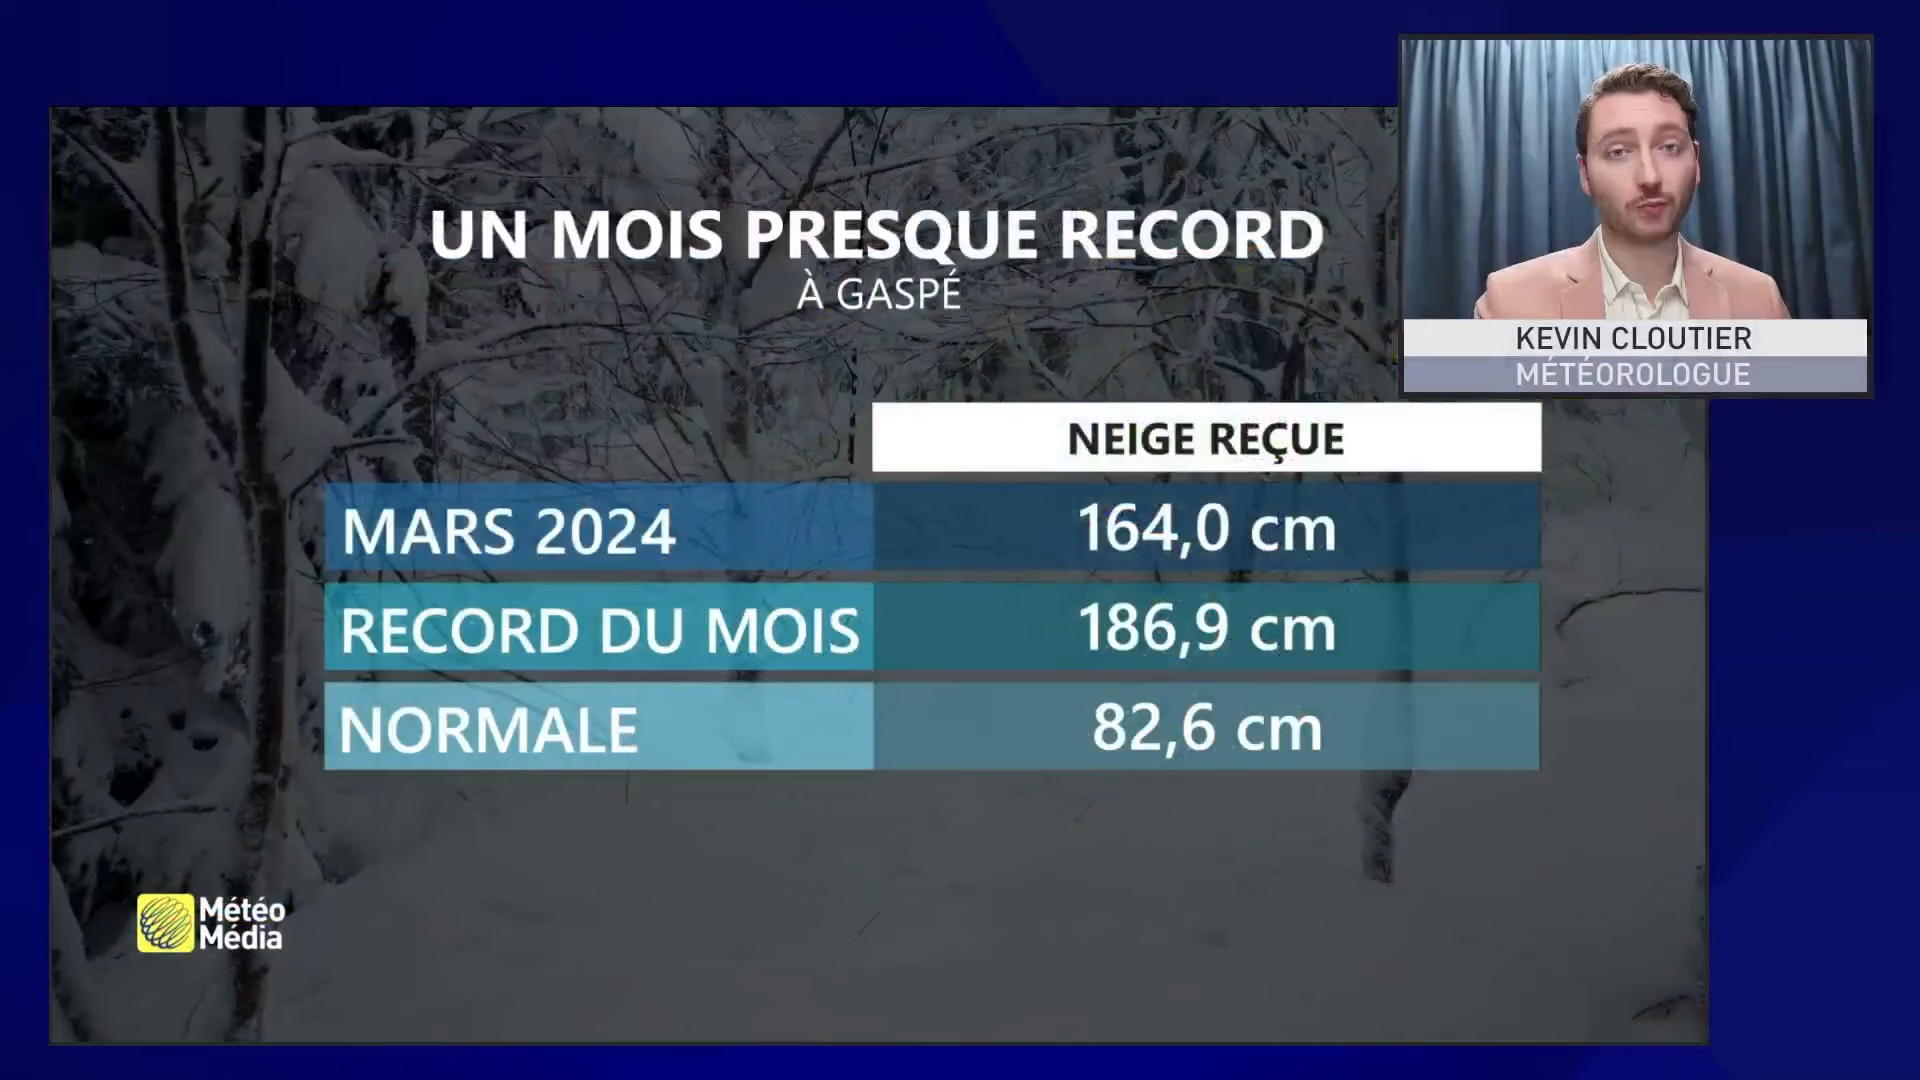 UN MOIS PRESQUE RECORD
À GASPÉ
KEVIN CLOUTIER
MÉTÉOROLOGUE
NEIGE REÇUE
MARS 2024 164,0 cm
RECORD DU MOIS 186,9 cm
NORMALE 82,6 cm
Météo
Média